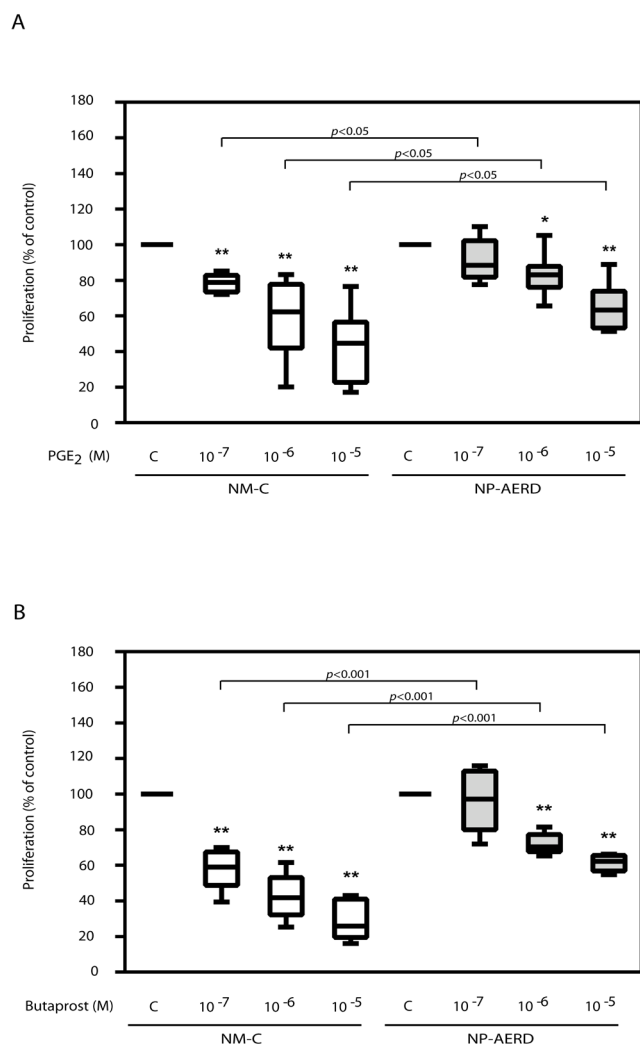 A
180
160
140
120
100
80
60
40
20
0
Proliferation (% of control)
p<0.05
p<0.05
p<0.05
** ** ** * **
PGE2 (M) C 10-7 10-6 10-5 C 10-7 10-6 10-5
NM-C NP-AERD
B
180
160
140
120
100
80
60
40
20
0
Proliferation (% of control)
p<0.001
p<0.001
p<0.001
** ** ** ** **
Butaprost (M) C 10-7 10-6 10-5 C 10-7 10-6 10-5
NM-C NP-AERD